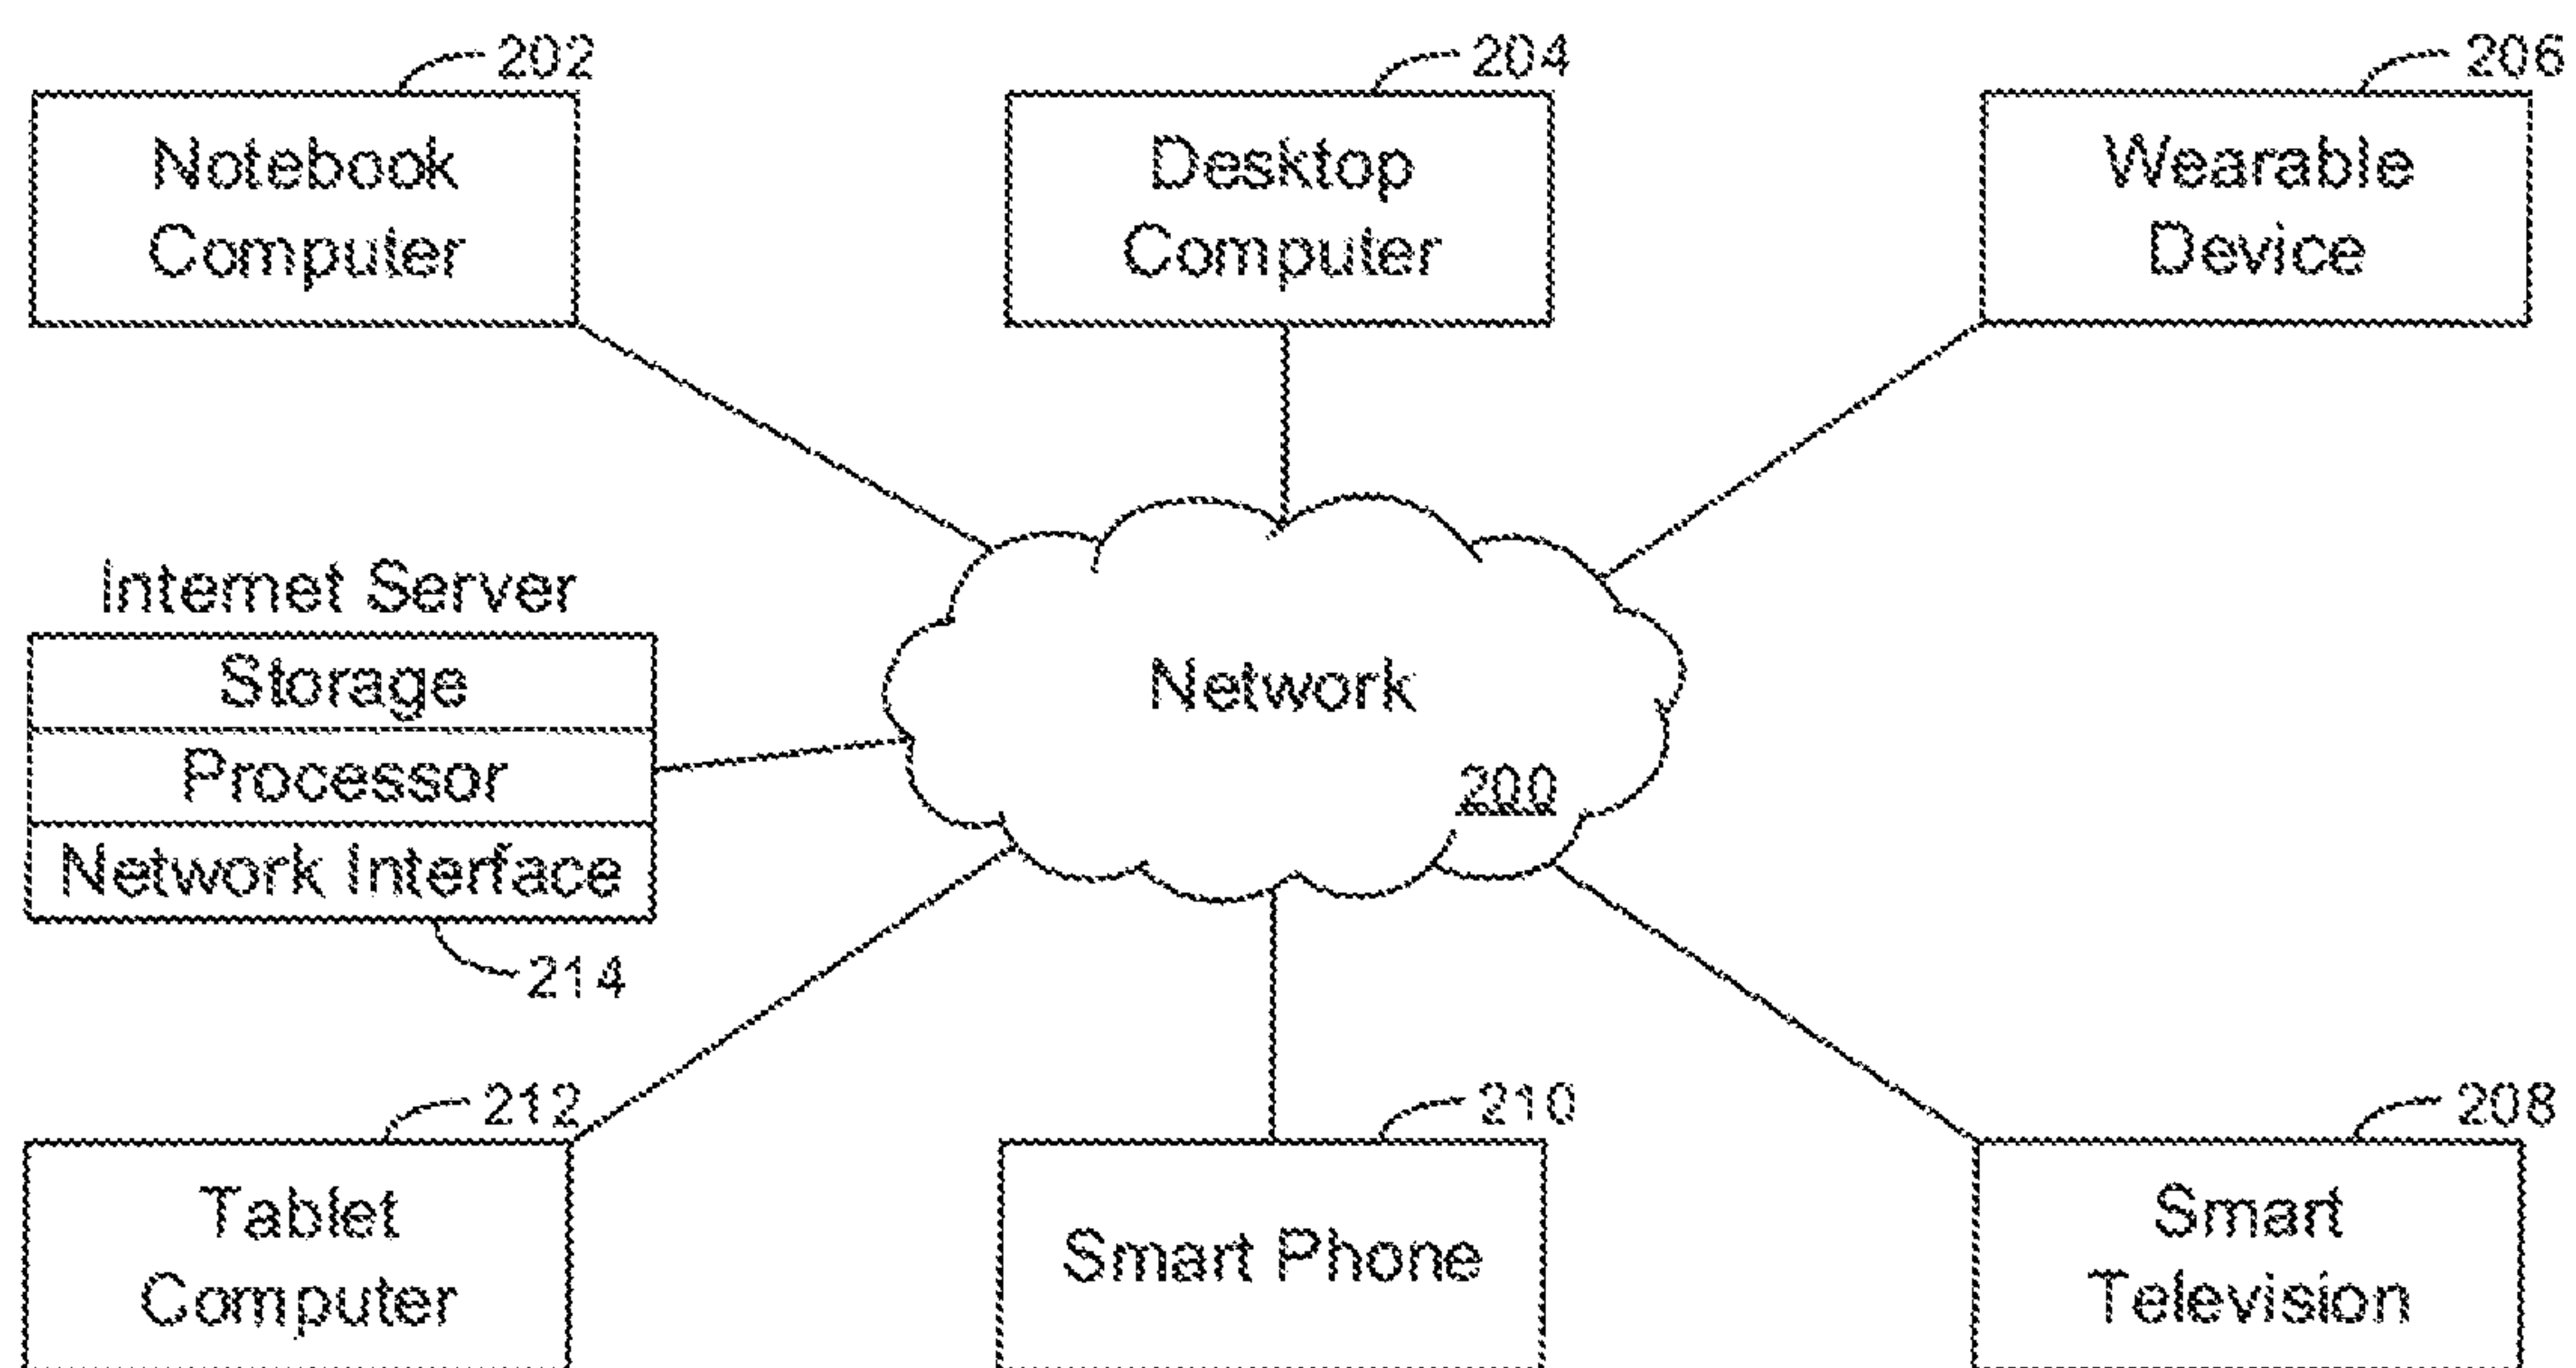 202
204
206
Notebook
Computer
Desktop
Computer
Wearable
Device
Internet Server
Storage
Processor
Network Interface
214
Network
200
212
210
208
Tablet
Computer
Smart Phone
Smart
Television